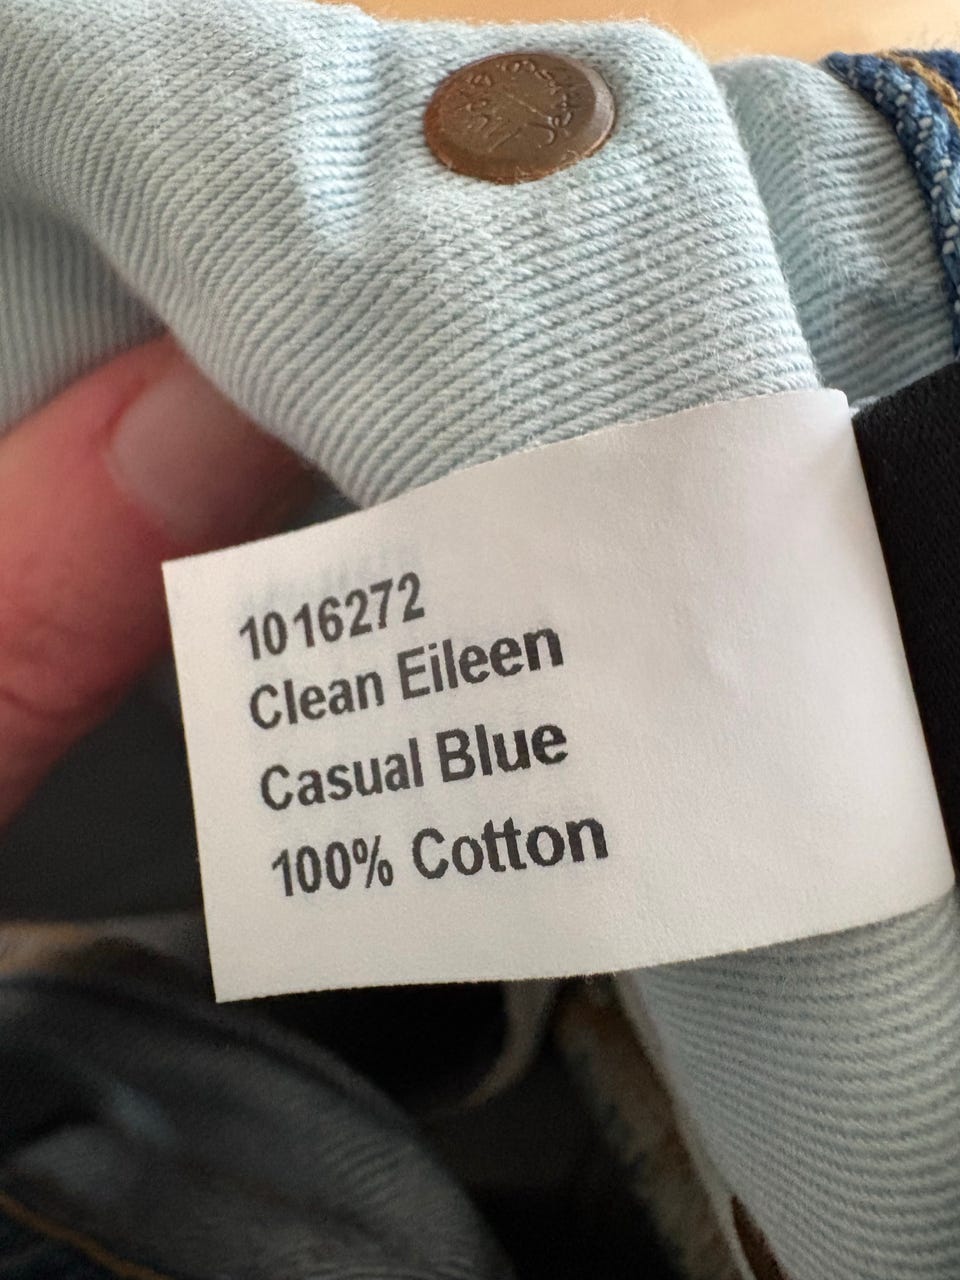 1016272
Clean Eileen
Casual Blue
100% Cotton